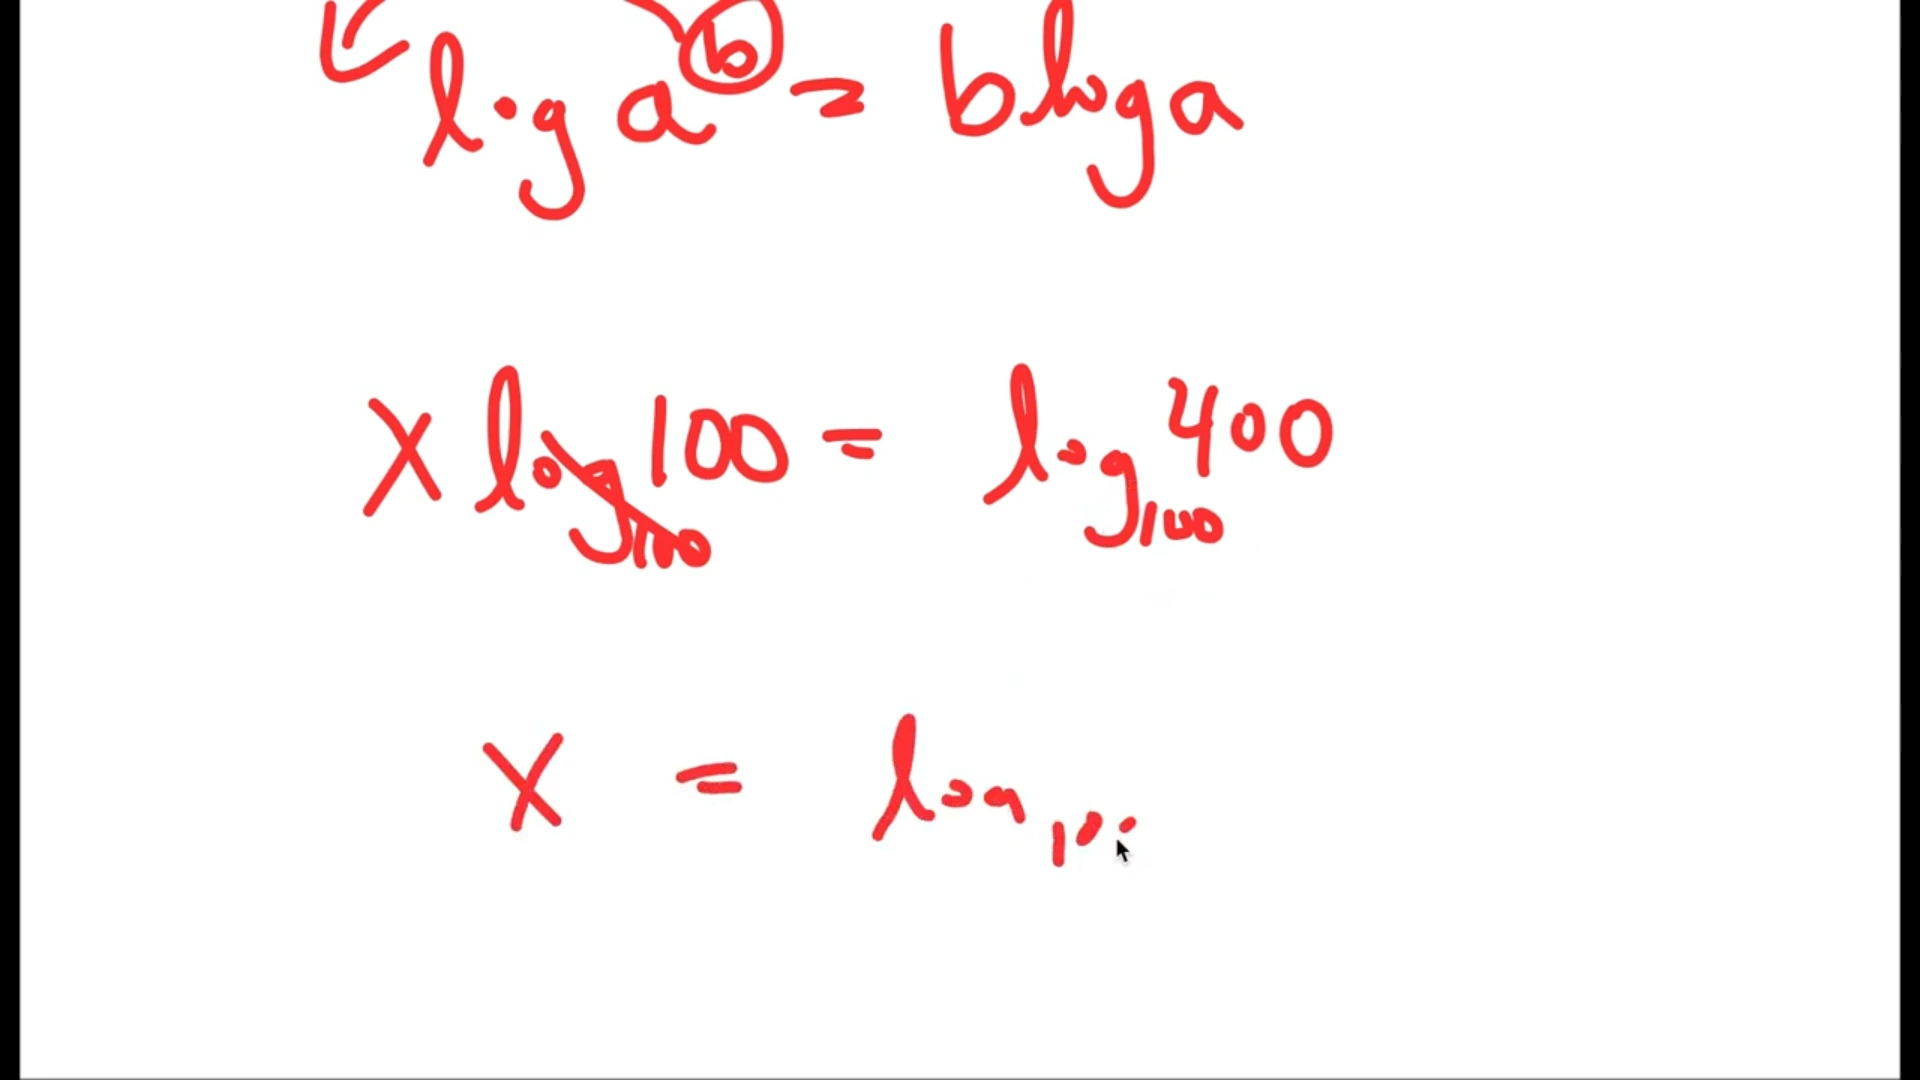 log a^b = b log a
x log_100 100 = log_100 400
x = log_10